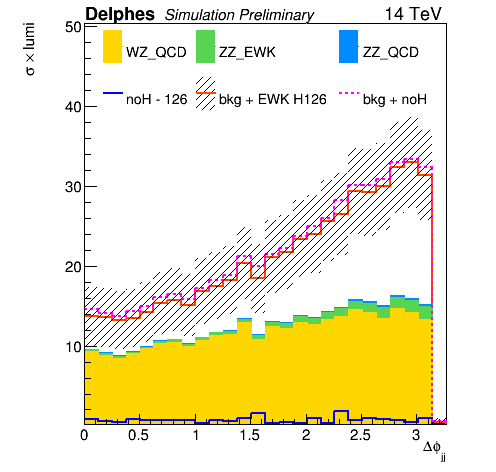 Delphes Simulation Preliminary 14 TeV
σ × lumi
WZ_QCD ZZ_EWK ZZ_QCD
noH - 126 bkg + EWK H126 bkg + noH
50
40
30
20
10
0 0.5 1 1.5 2 2.5 3
Δϕjj